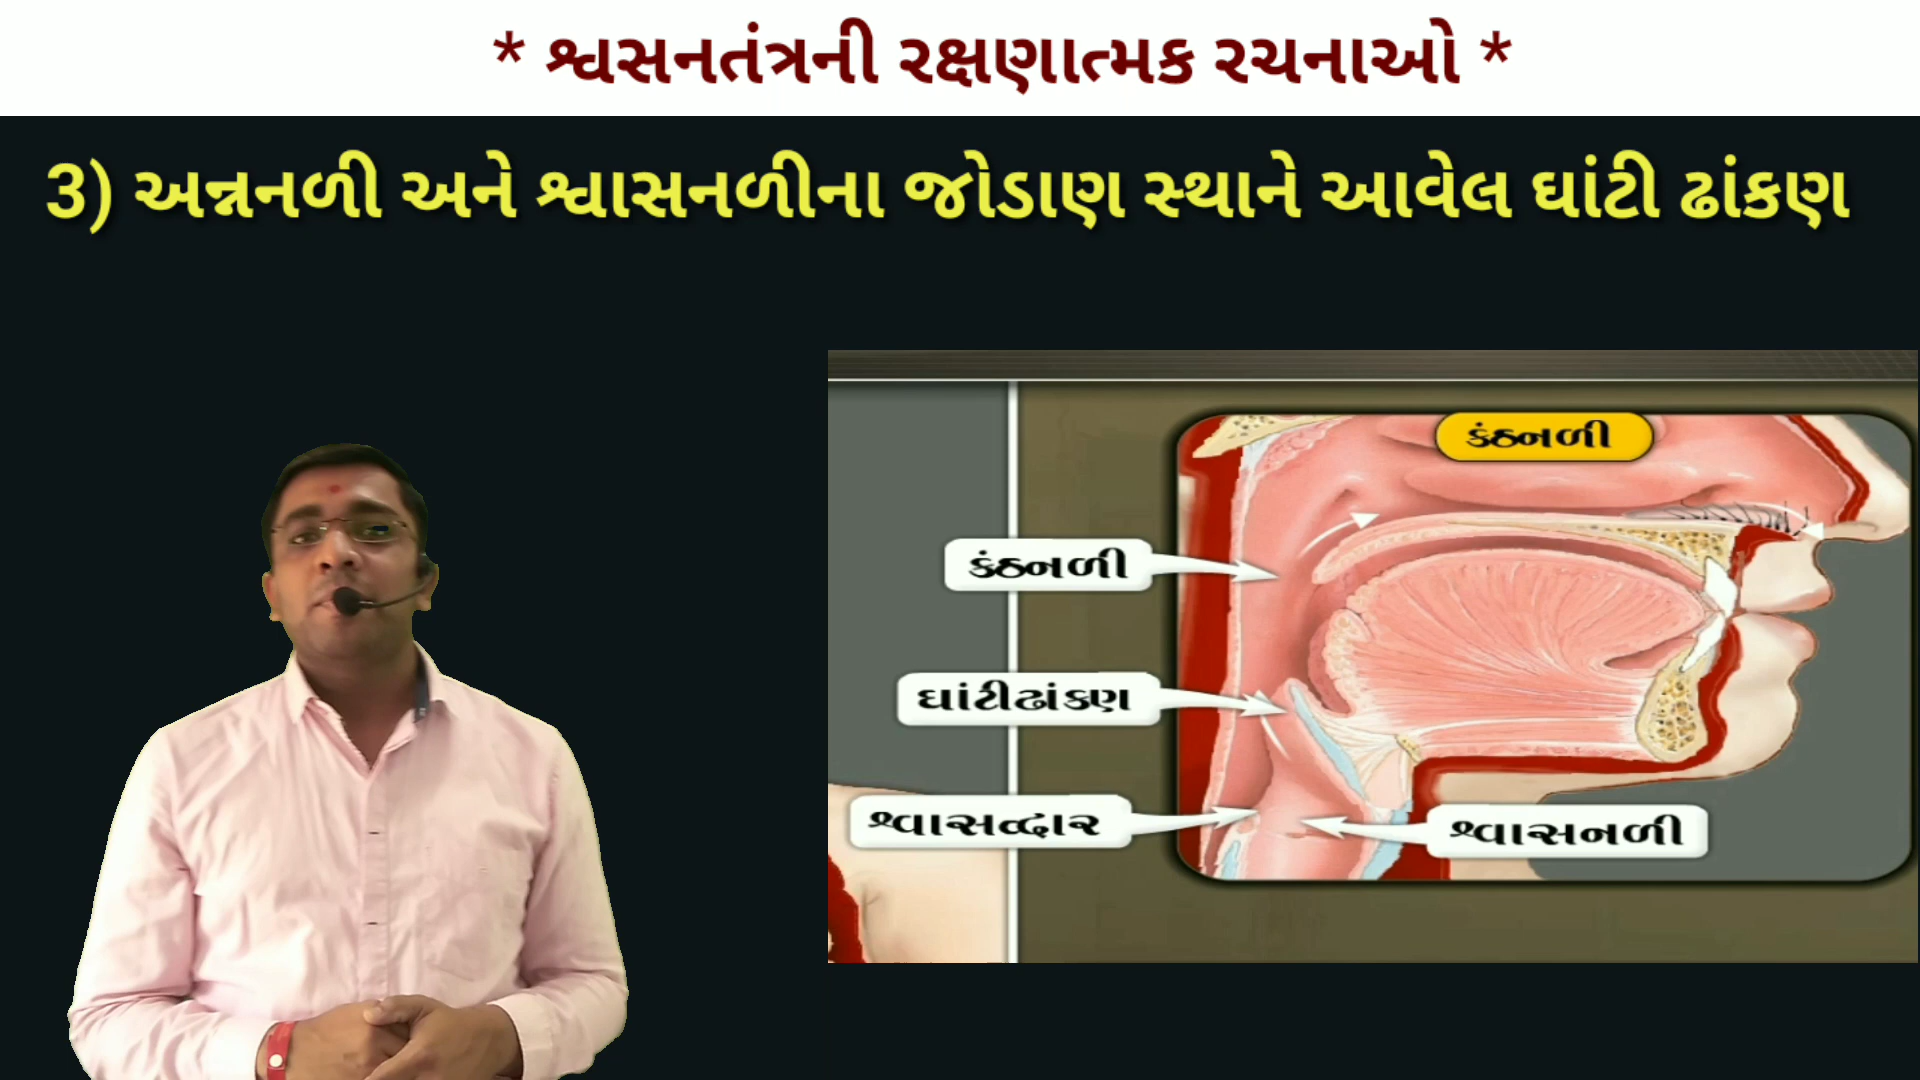 * શ્વસનતંત્રની રક્ષણાત્મક રચનાઓ *
3) અન્નનળી અને શ્વાસનળીના જોડાણ સ્થાને આવેલ ઘાંટી ઢાંકણ
કંઠનળી
કંઠનળી
ઘાંટીઢાંકણ
શ્વાસદ્વાર
શ્વાસનળી